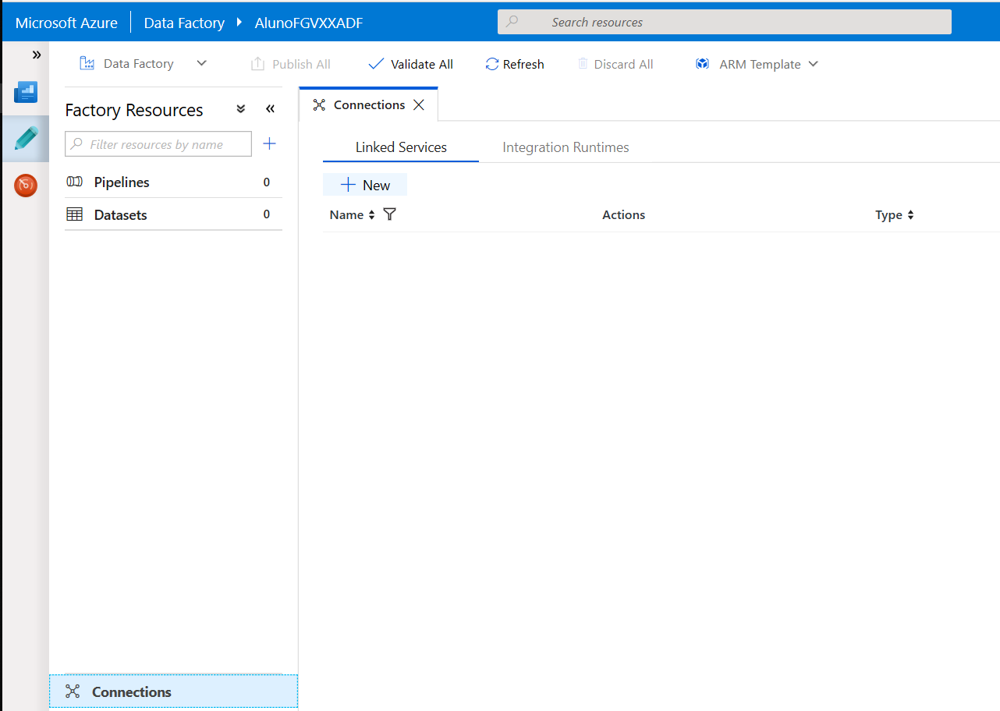 Microsoft Azure Data Factory AlunoFGVXXADF Search resources
Data Factory Publish All Validate All Refresh Discard All ARM Template
Factory Resources
Filter resources by name
Pipelines 0
Datasets 0
Connections
Connections
Linked Services Integration Runtimes
New
Name Actions Type